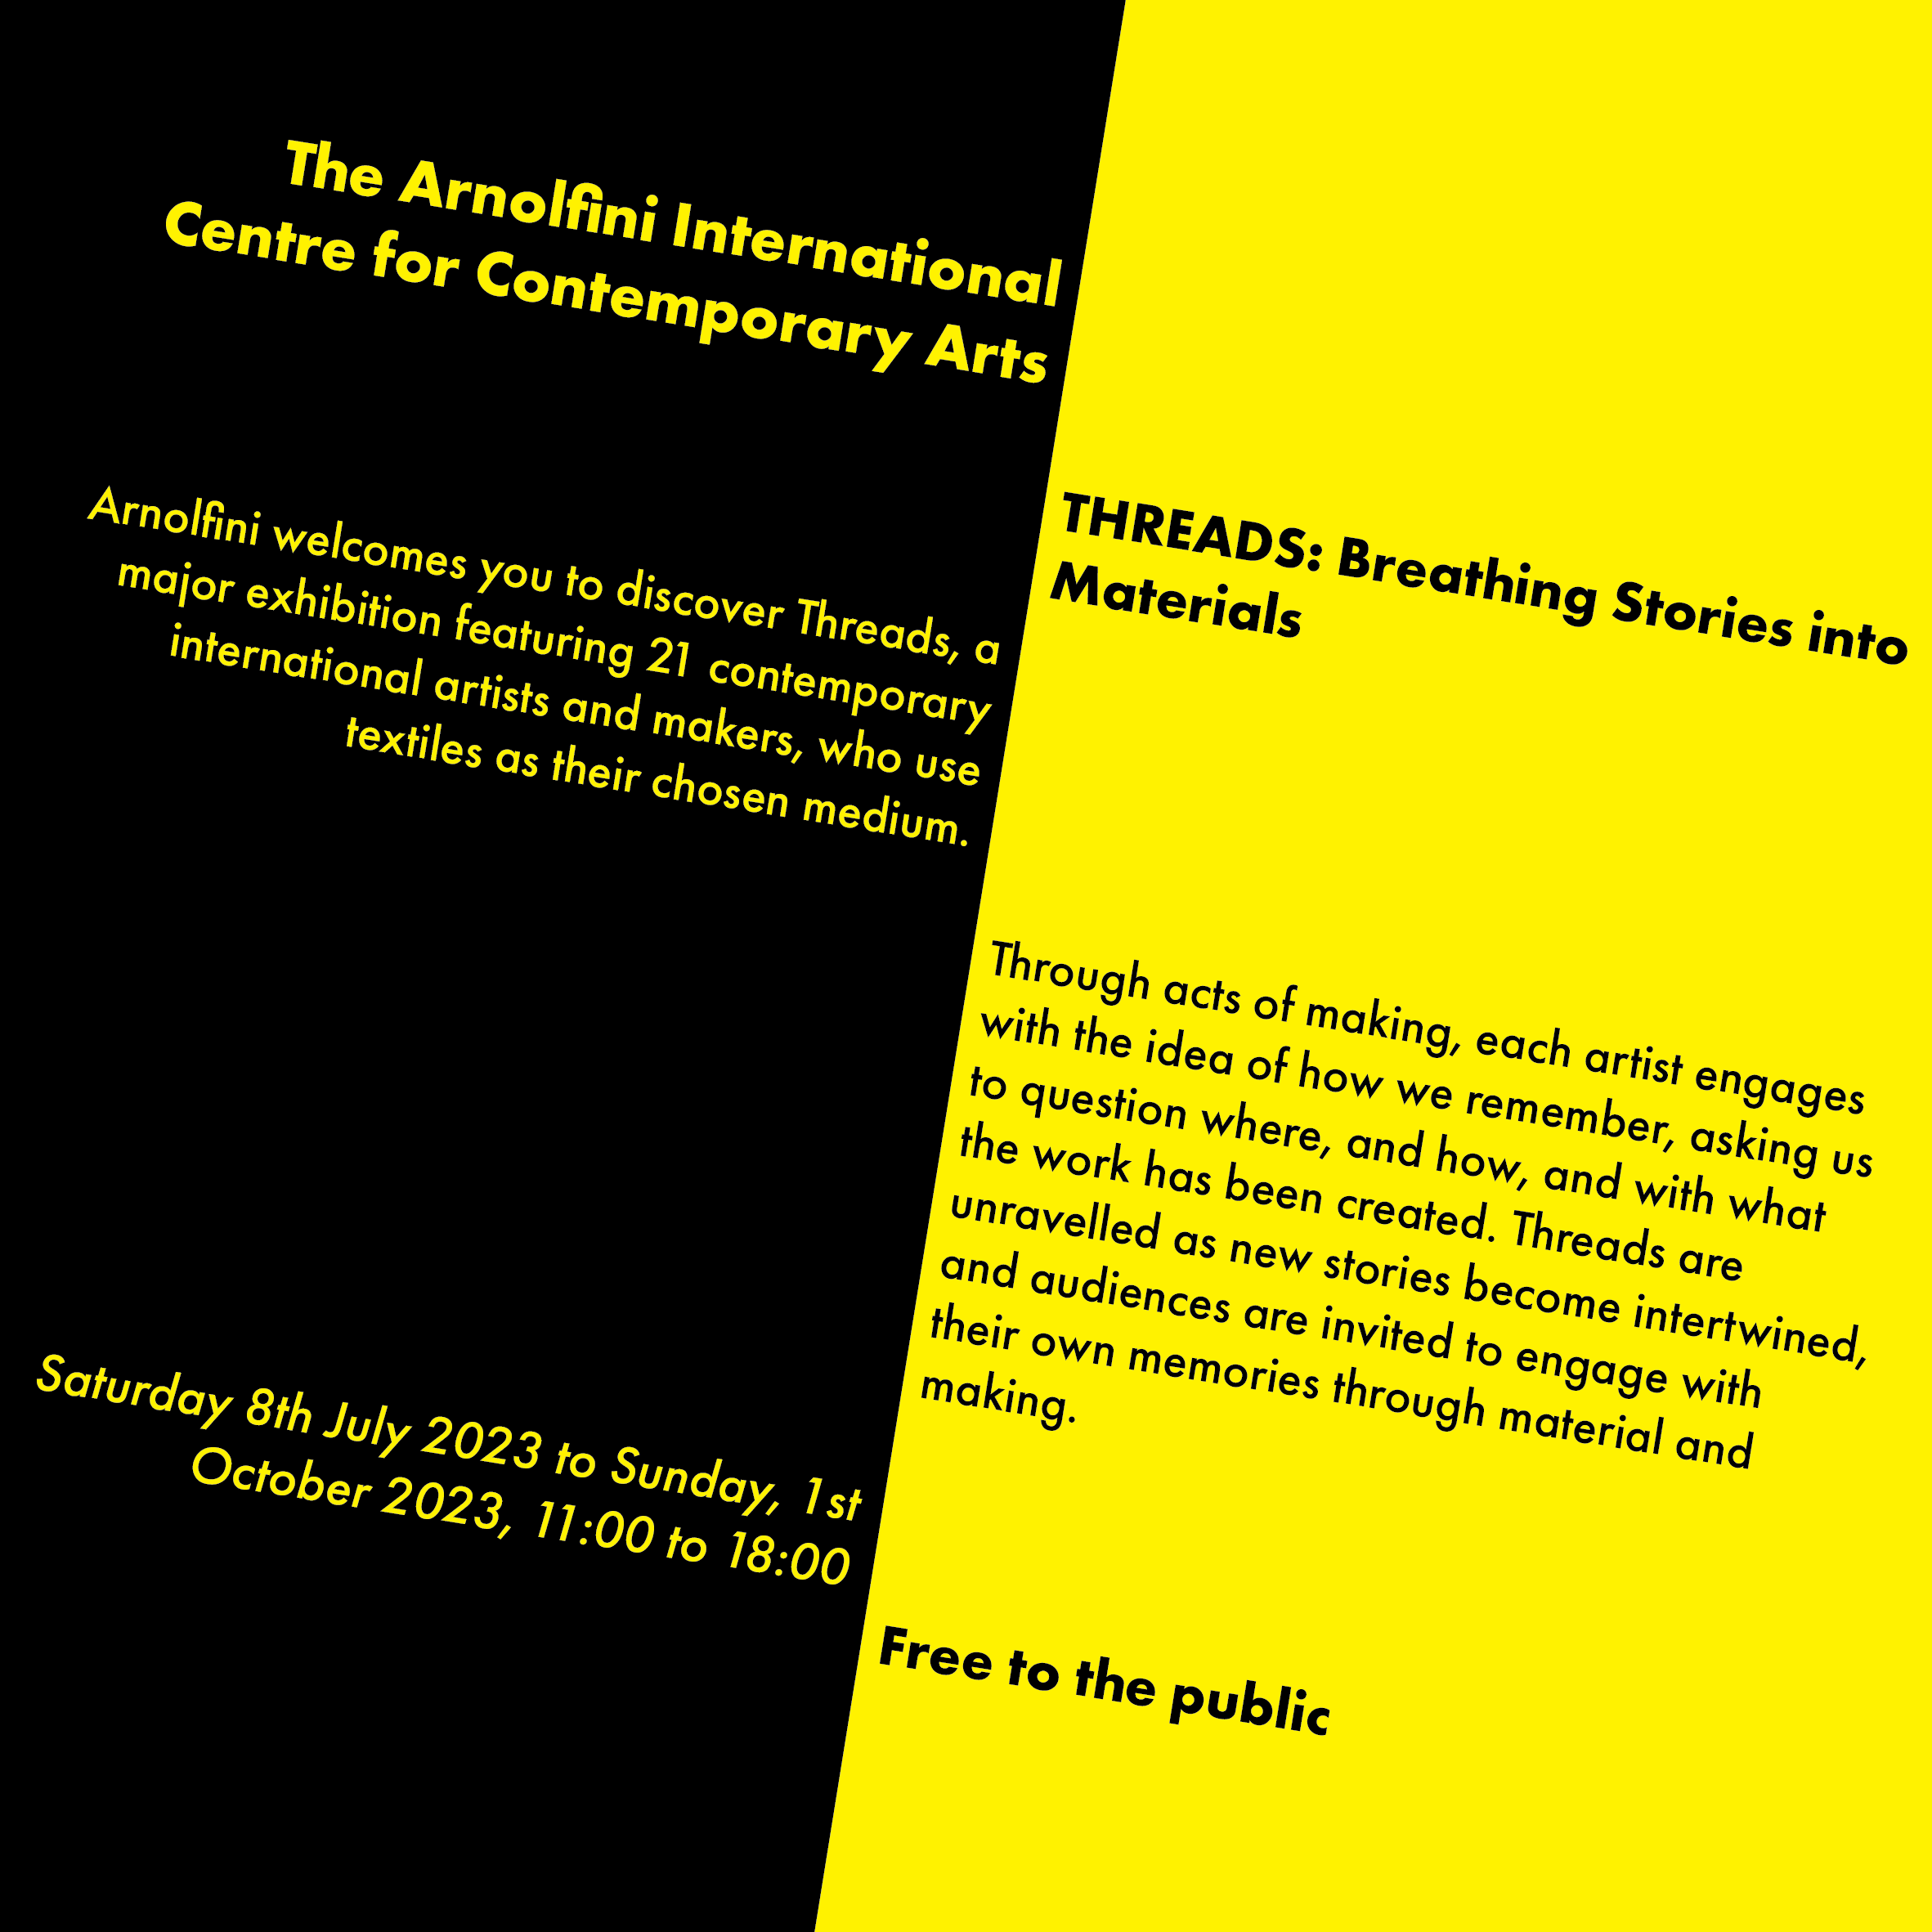 The Arnolfini International
Centre for Contemporary Arts
Arnolfini welcomes you to discover Threads, a
major exhibition featuring 21 contemporary
international artists and makers, who use
textiles as their chosen medium.
Saturday 8th July 2023 to Sunday, 1st
October 2023, 11:00 to 18:00
THREADS: Breathing Stories into
Materials
Through acts of making, each artist engages
with the idea of how we remember, asking us
to question where, and how, and with what
the work has been created. Threads are
unravelled as new stories become intertwined,
and audiences are invited to engage with
their own memories through material and
making.
Free to the public